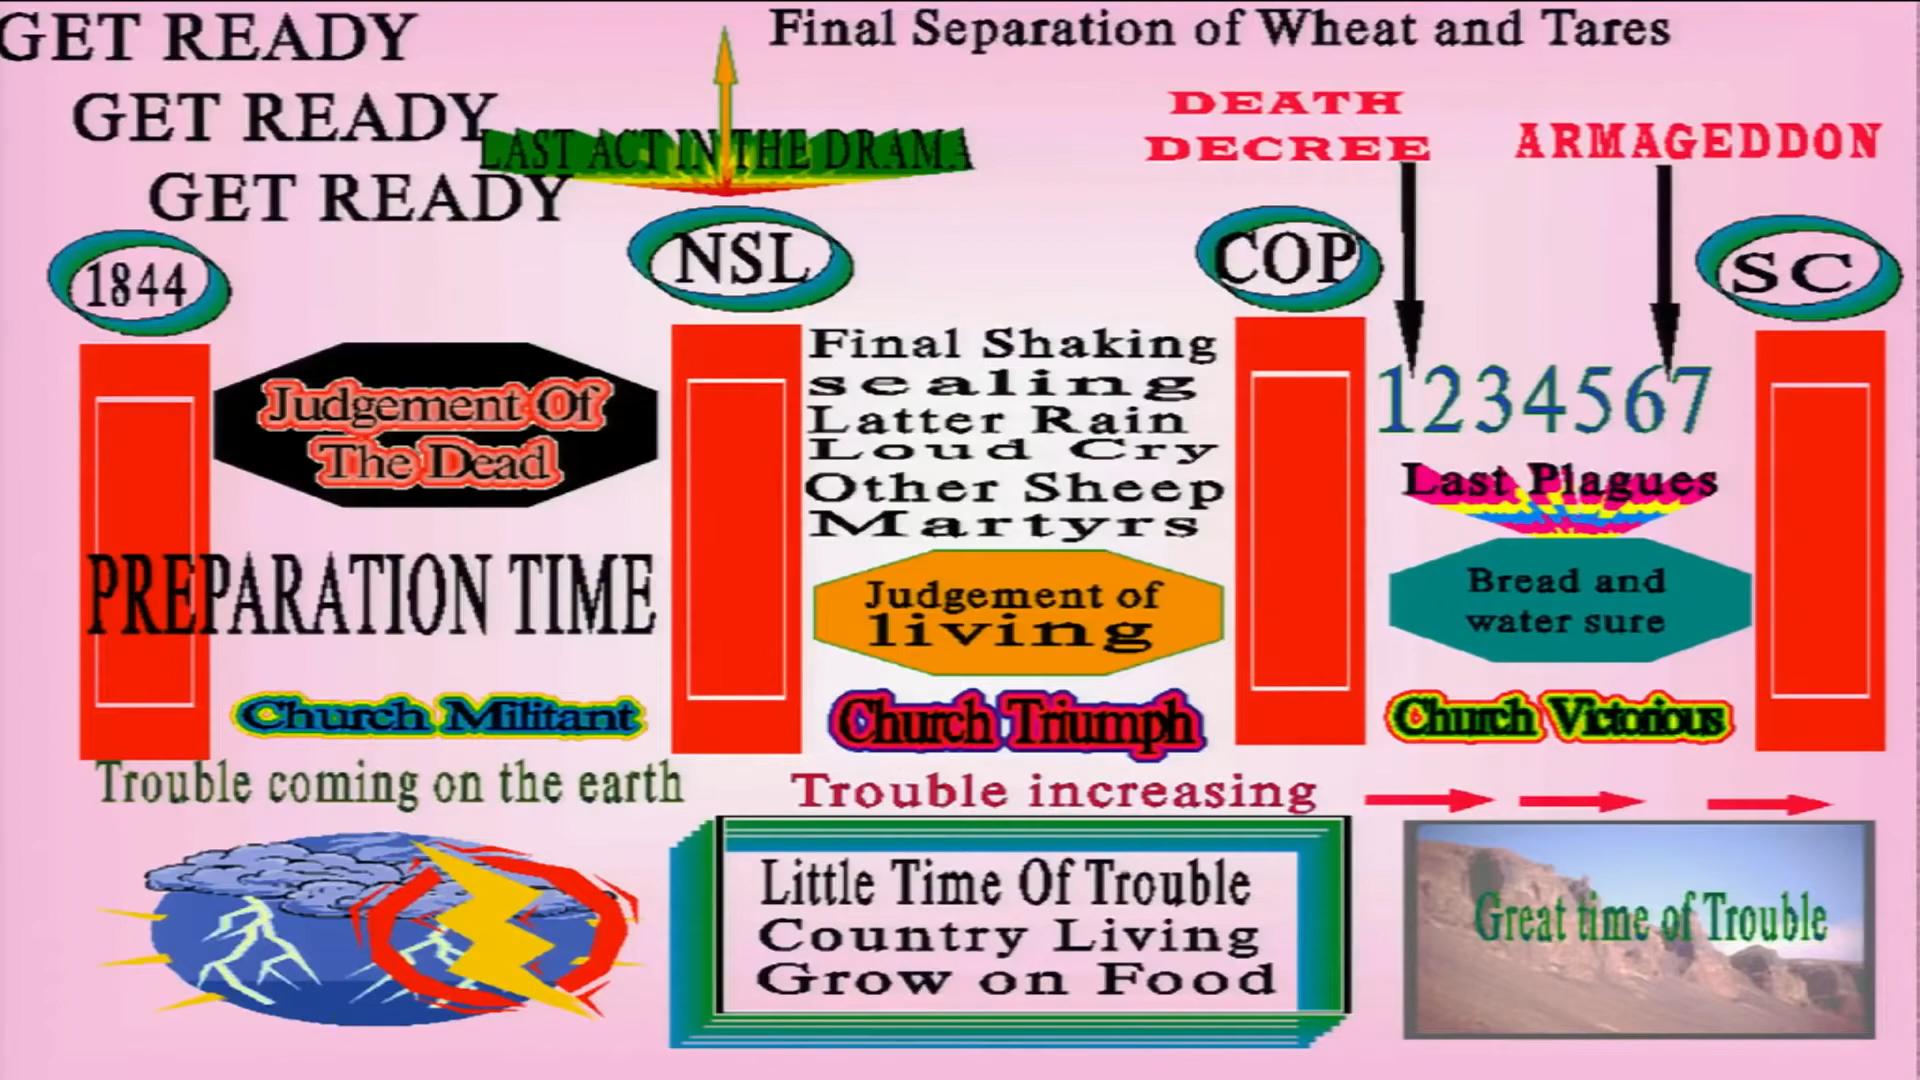 GET READY
GET READY
GET READY
Final Separation of Wheat and Tares
LAST ACT IN THE DRAMA
DEATH
DECREE
ARMAGEDDON
1844
NSL
COP
SC
Judgement Of
The Dead
PREPARATION TIME
Church Militant
Final Shaking
sealing
Latter Rain
Loud Cry
Other Sheep
Martyrs
Judgement of
living
Church Triumph
1234567
Last Plagues
Bread and
water sure
Church Victorious
Trouble coming on the earth
Trouble increasing
Little Time Of Trouble
Country Living
Grow on Food
Great time of Trouble